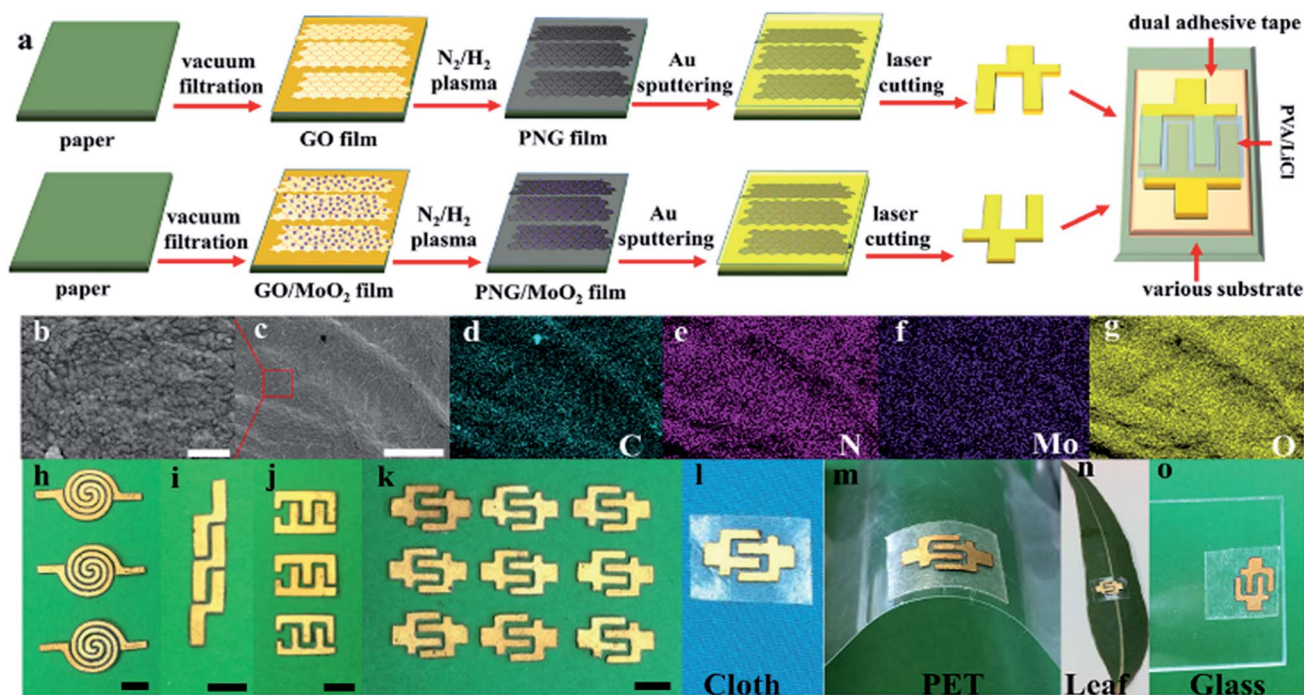 a
dual adhesive tape
vacuum
filtration
N₂/H₂
plasma
Au
sputtering
laser
cutting
paper
GO film
PNG film
PVA/LiCl
vacuum
filtration
N₂/H₂
plasma
Au
sputtering
laser
cutting
paper
GO/MoO₂ film
PNG/MoO₂ film
various substrate
b
c
d
e
f
g
C
N
Mo
O
h
i
j
k
l
m
n
o
Cloth
PET
Leaf
Glass